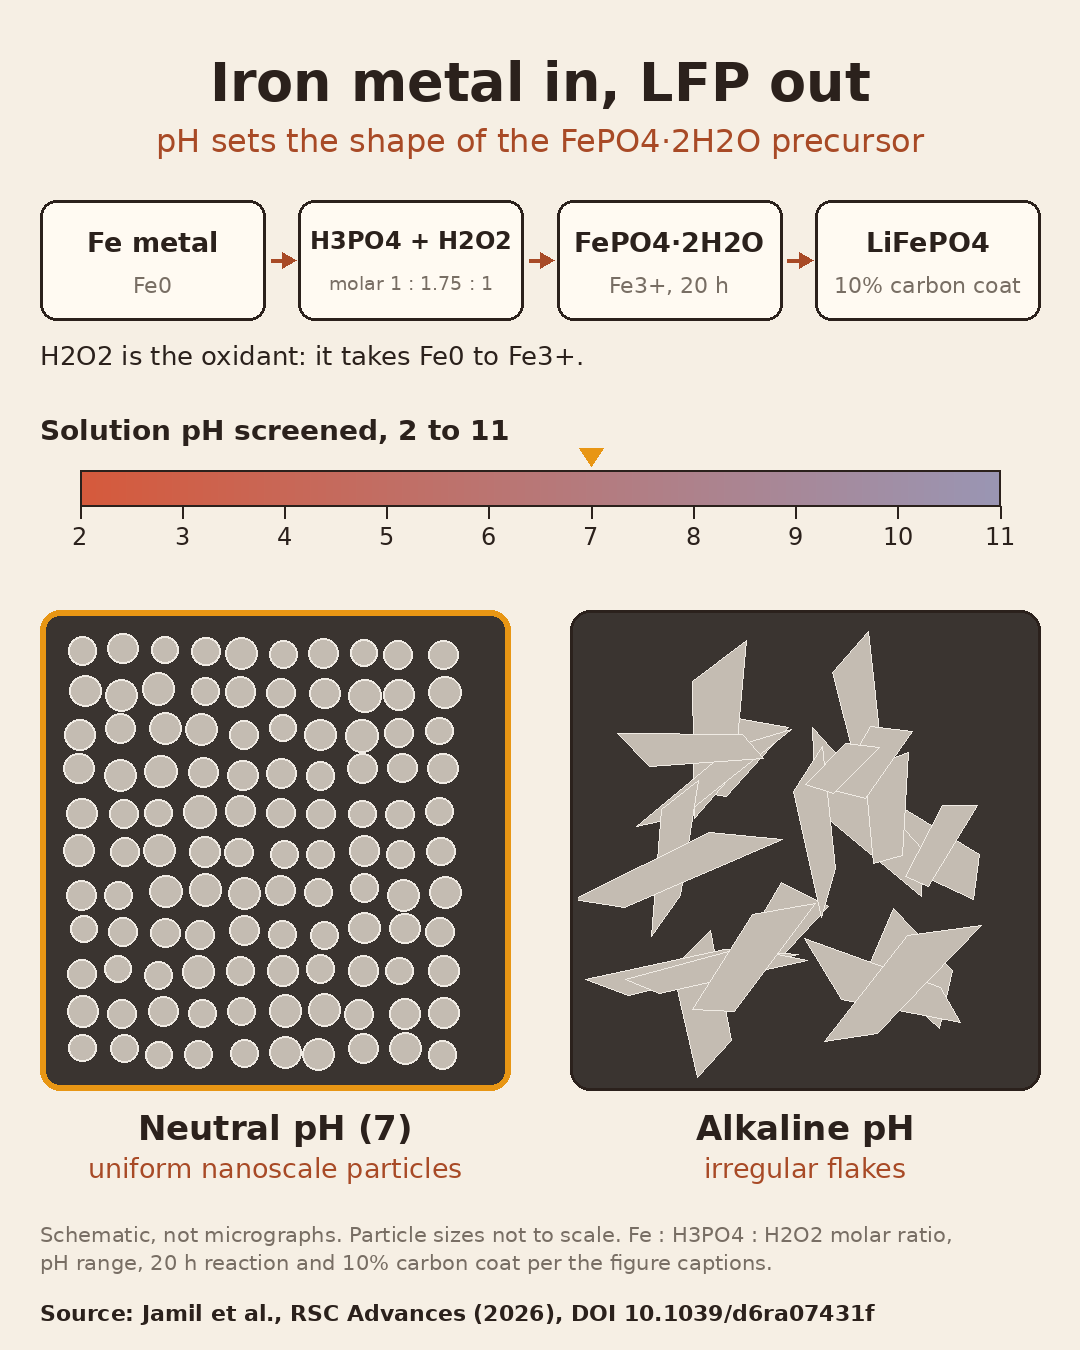 Iron metal in, LFP out
pH sets the shape of the FePO4·2H2O precursor
Fe metal
Fe0
H3PO4 + H2O2
molar 1 : 1.75 : 1
FePO4·2H2O
Fe3+, 20 h
LiFePO4
10% carbon coat
H2O2 is the oxidant: it takes Fe0 to Fe3+.
Solution pH screened, 2 to 11
2 3 4 5 6 7 8 9 10 11
Neutral pH (7)
uniform nanoscale particles
Alkaline pH
irregular flakes
Schematic, not micrographs. Particle sizes not to scale. Fe : H3PO4 : H2O2 molar ratio,
pH range, 20 h reaction and 10% carbon coat per the figure captions.
Source: Jamil et al., RSC Advances (2026), DOI 10.1039/d6ra07431f